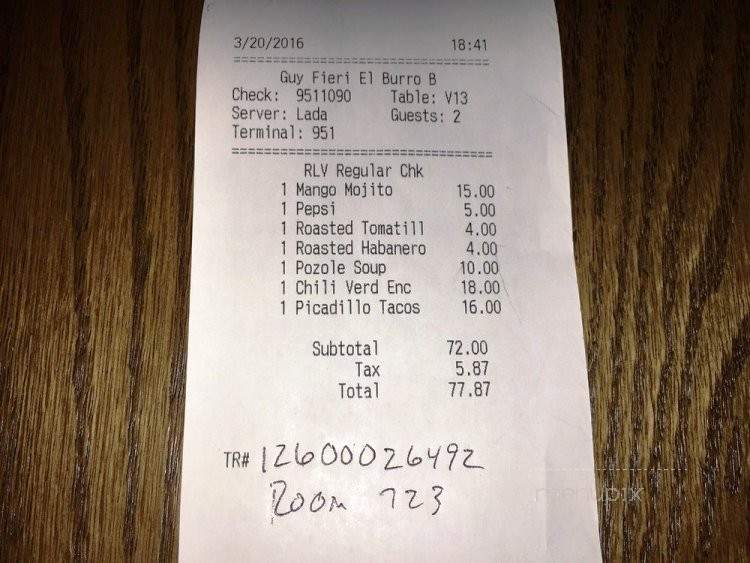 3/20/2016 18:41
================================
Guy Fieri El Burro B
Check: 9511090 Table: V13
Server: Lada Guests: 2
Terminal: 951
================================
RLV Regular Chk
1 Mango Mojito 15.00
1 Pepsi 5.00
1 Roasted Tomatill 4.00
1 Roasted Habanero 4.00
1 Pozole Soup 10.00
1 Chili Verd Enc 18.00
1 Picadillo Tacos 16.00
Subtotal 72.00
Tax 5.87
Total 77.87
TR# 12600026492
Room 723
menupix